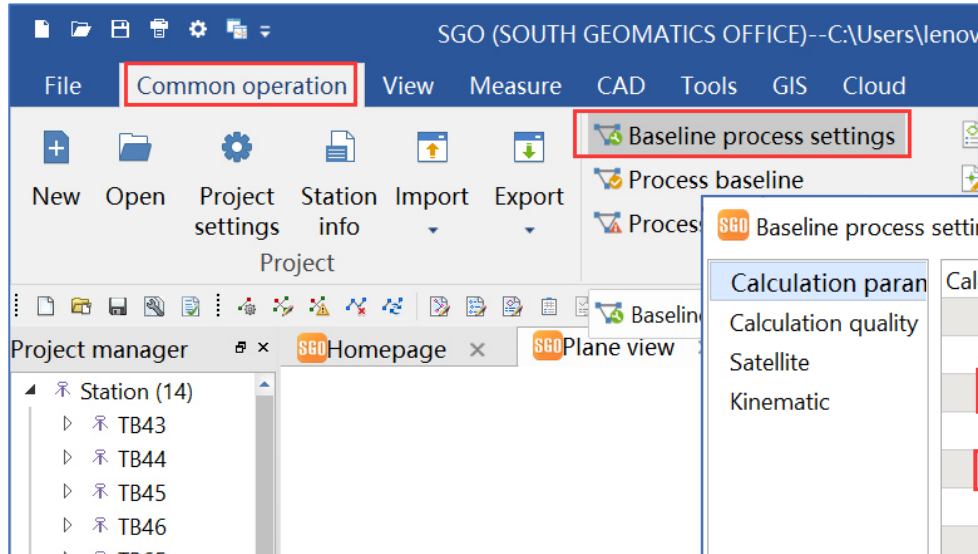 SGO (SOUTH GEOMATICS OFFICE)--C:\Users\lenov
File Common operation View Measure CAD Tools GIS Cloud
Baseline process settings
Process baseline
Proces
New Open Project settings Station info Import Export
Project
SGO Baseline process settin
Calculation param Cal
Calculation quality
Satellite
Kinematic
Baselin
Project manager SGO Homepage SGO Plane view
Station (14)
TB43
TB44
TB45
TB46